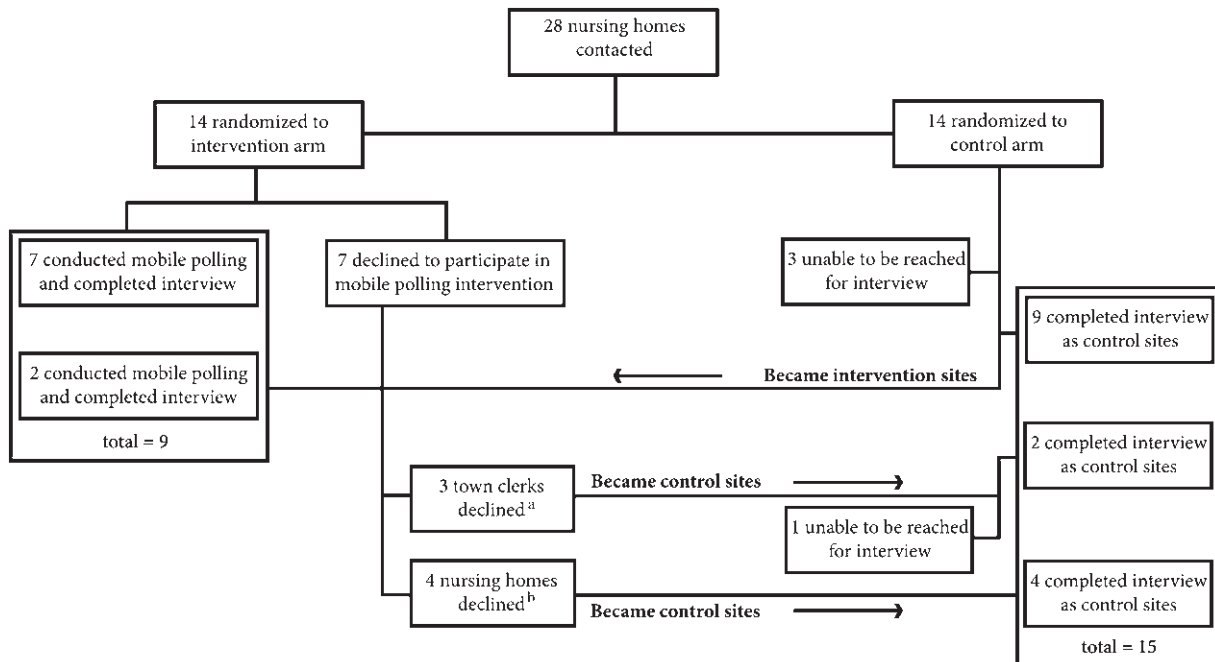 28 nursing homes
contacted
14 randomized to
intervention arm
14 randomized to
control arm
7 conducted mobile polling
and completed interview
7 declined to participate in
mobile polling intervention
3 unable to be reached
for interview
9 completed interview
as control sites
2 conducted mobile polling
and completed interview
Became intervention sites
total = 9
3 town clerks
declined a
Became control sites
2 completed interview
as control sites
1 unable to be reached
for interview
4 nursing homes
declined b
Became control sites
4 completed interview
as control sites
total = 15